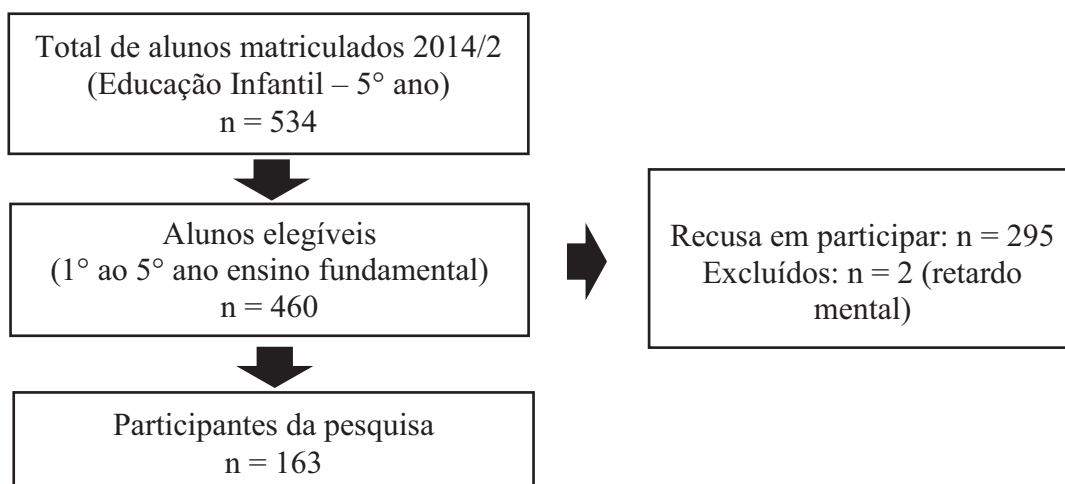 Total de alunos matriculados 2014/2
(Educação Infantil – 5° ano)
n = 534
Alunos elegíveis
(1° ao 5° ano ensino fundamental)
n = 460
Recusa em participar: n = 295
Excluídos: n = 2 (retardo
mental)
Participantes da pesquisa
n = 163